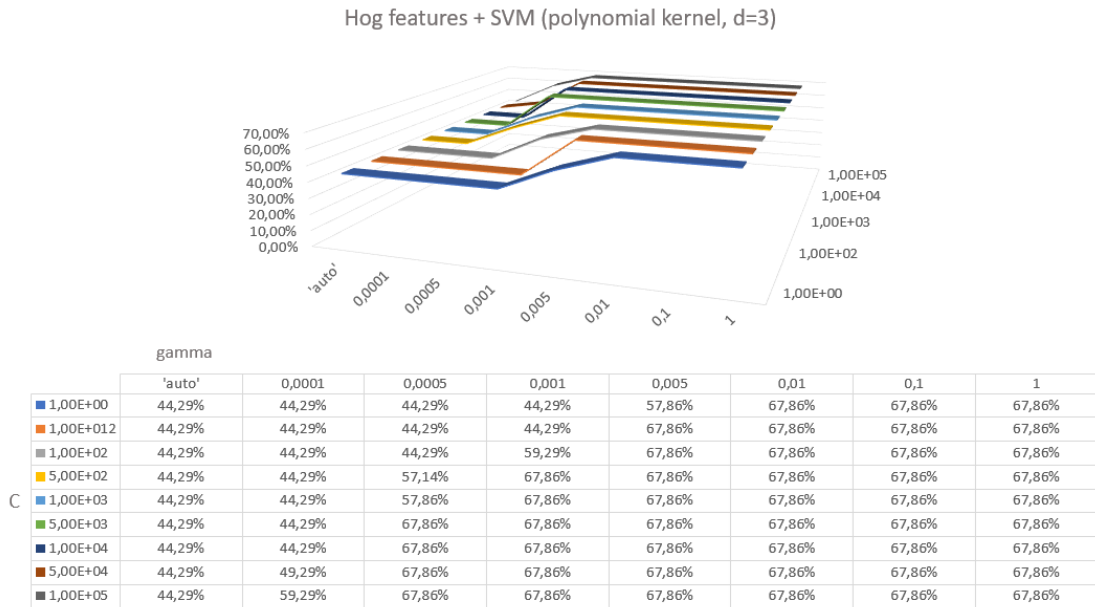 Hog features + SVM (polynomial kernel, d=3)
70,00%
60,00%
50,00%
40,00%
30,00%
20,00%
10,00%
0,00%
'auto'
0,0001
0,0005
0,001
0,005
0,01
0,1
1
1,00E+05
1,00E+04
1,00E+03
1,00E+02
1,00E+00
gamma
'auto' 0,0001 0,0005 0,001 0,005 0,01 0,1 1
1,00E+00 44,29% 44,29% 44,29% 44,29% 57,86% 67,86% 67,86% 67,86%
1,00E+012 44,29% 44,29% 44,29% 44,29% 67,86% 67,86% 67,86% 67,86%
1,00E+02 44,29% 44,29% 44,29% 59,29% 67,86% 67,86% 67,86% 67,86%
5,00E+02 44,29% 44,29% 57,14% 67,86% 67,86% 67,86% 67,86% 67,86%
C
1,00E+03 44,29% 44,29% 57,86% 67,86% 67,86% 67,86% 67,86% 67,86%
5,00E+03 44,29% 44,29% 67,86% 67,86% 67,86% 67,86% 67,86% 67,86%
1,00E+04 44,29% 44,29% 67,86% 67,86% 67,86% 67,86% 67,86% 67,86%
5,00E+04 44,29% 49,29% 67,86% 67,86% 67,86% 67,86% 67,86% 67,86%
1,00E+05 44,29% 59,29% 67,86% 67,86% 67,86% 67,86% 67,86% 67,86%